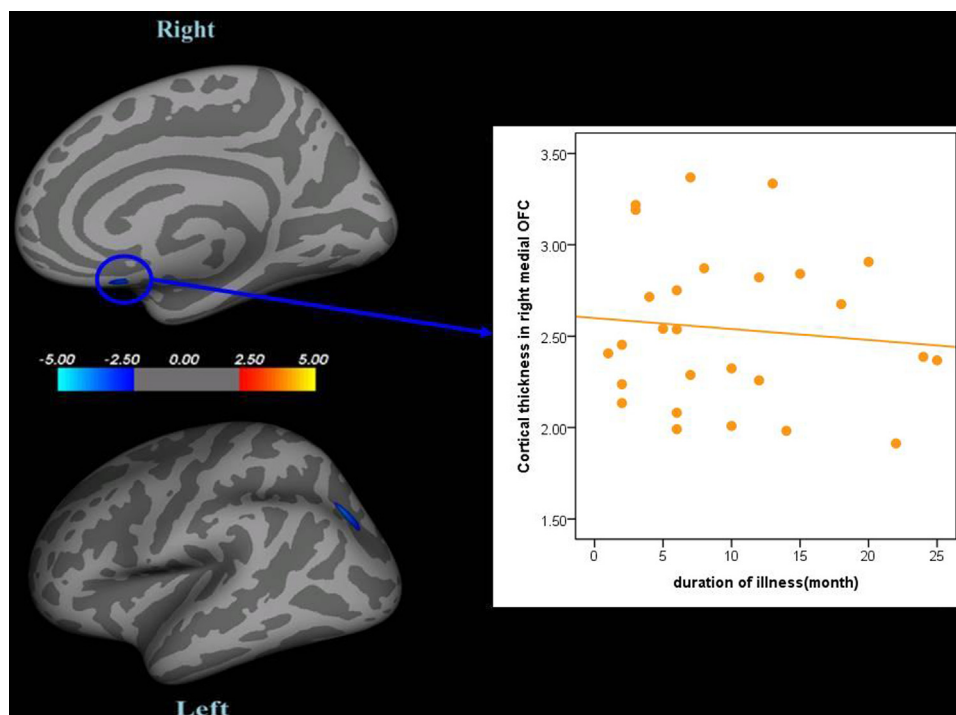 Right
-5.00 -2.50 0.00 2.50 5.00
Left
Cortical thickness in right medial OFC
3.50
3.00
2.50
2.00
1.50
0 5 10 15 20 25
duration of illness(month)